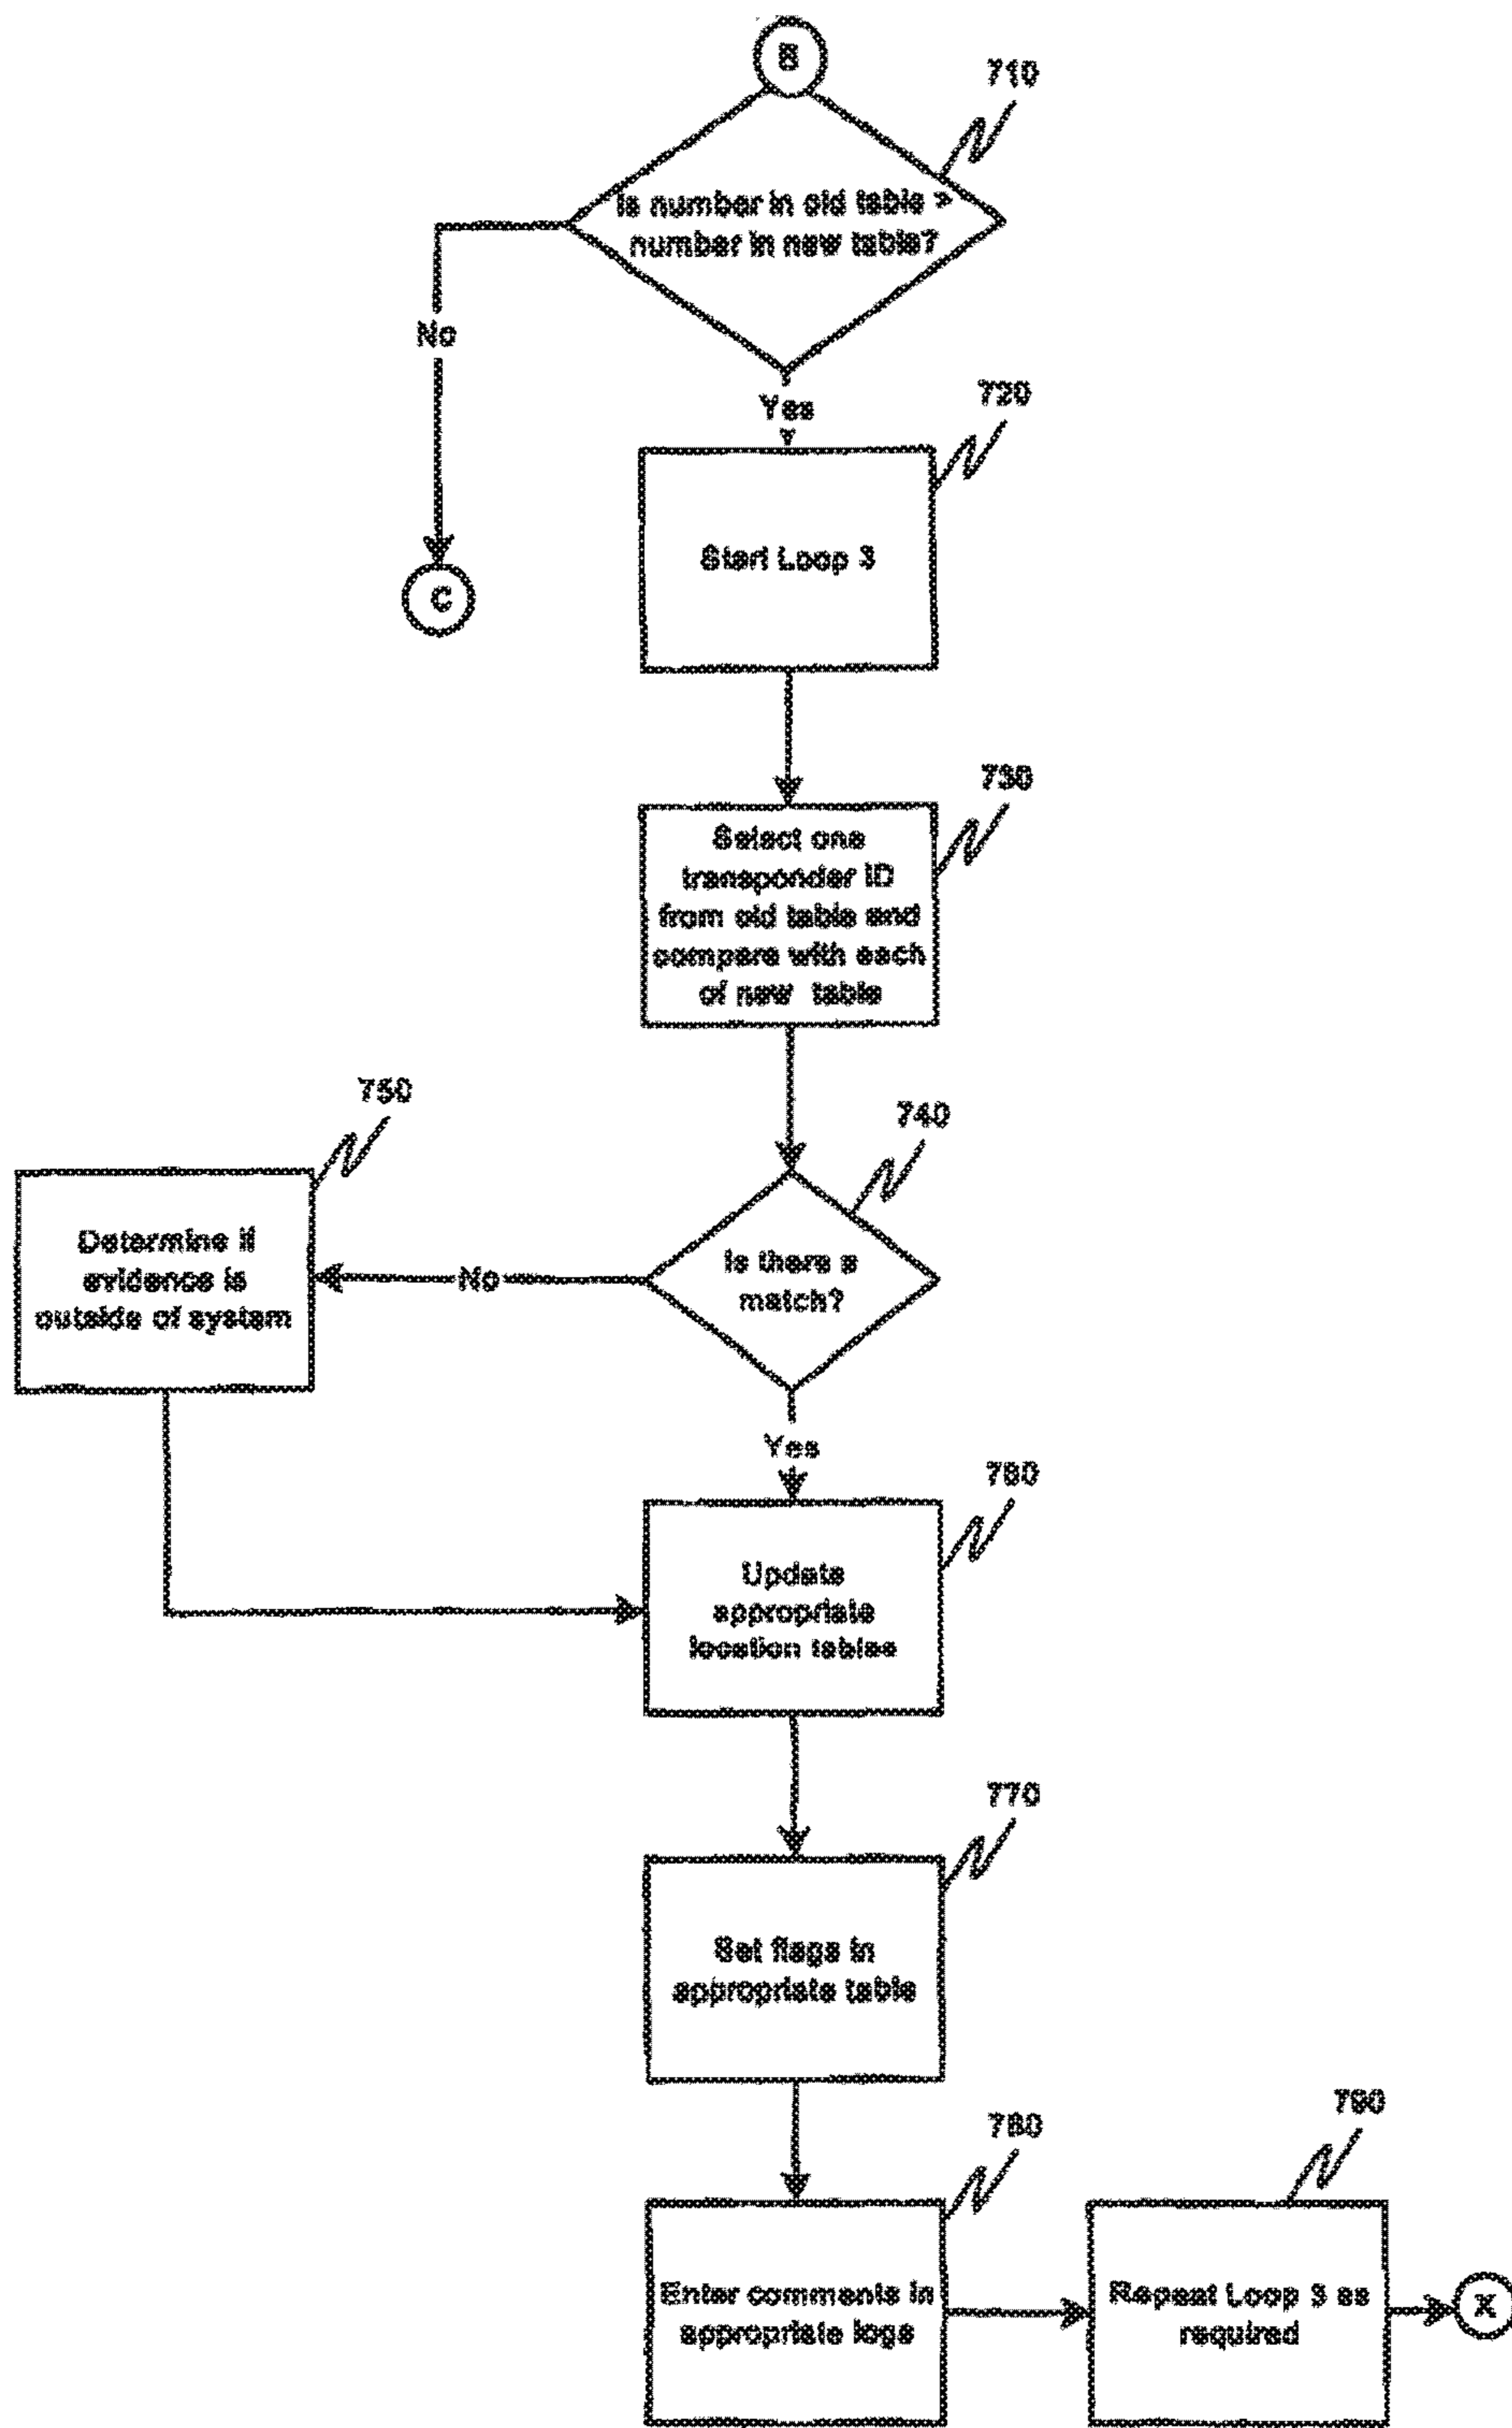 B
710
Is number in old table >
number in new table?
No
Yes
720
Start Loop 3
C
730
Select one
transponder ID
from old table and
compare with each
of new table
750
740
Determine if
evidence is
outside of system
No
Is there a
match?
Yes
760
Update
appropriate
location tables
770
Set flags in
appropriate table
780
790
Enter comments in
appropriate logs
Repeat Loop 3 as
required
X